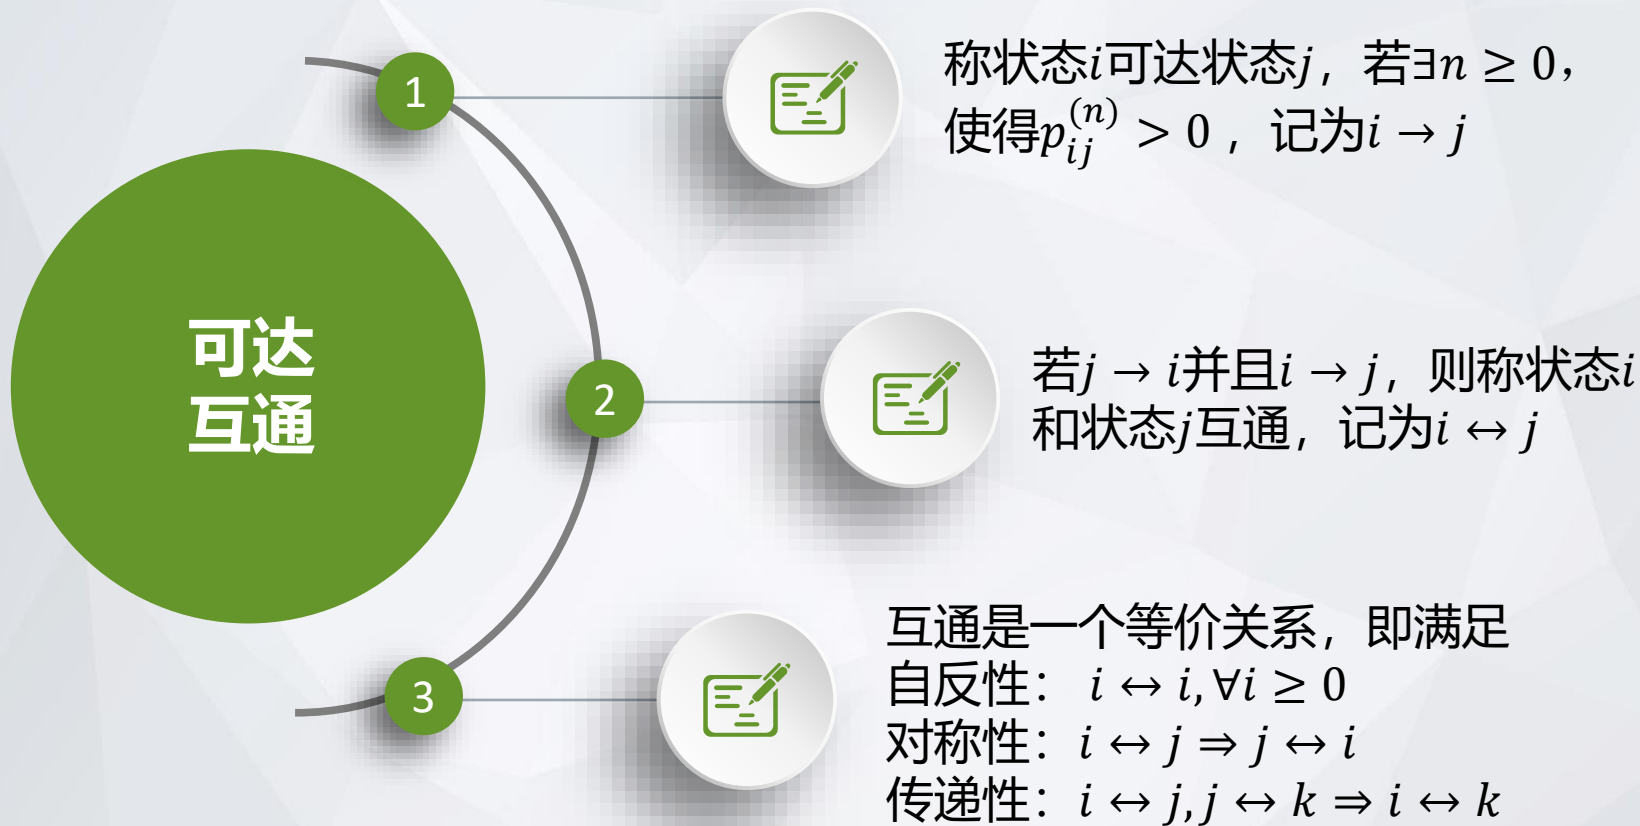 可达
互通
1
称状态i可达状态j，若∃n ≥ 0，
使得p_{ij}^{(n)} > 0 ，记为i → j
2
若j → i并且i → j，则称状态i
和状态j互通，记为i ↔ j
3
互通是一个等价关系，即满足
自反性： i ↔ i, ∀i ≥ 0
对称性：i ↔ j ⇒ j ↔ i
传递性：i ↔ j, j ↔ k ⇒ i ↔ k